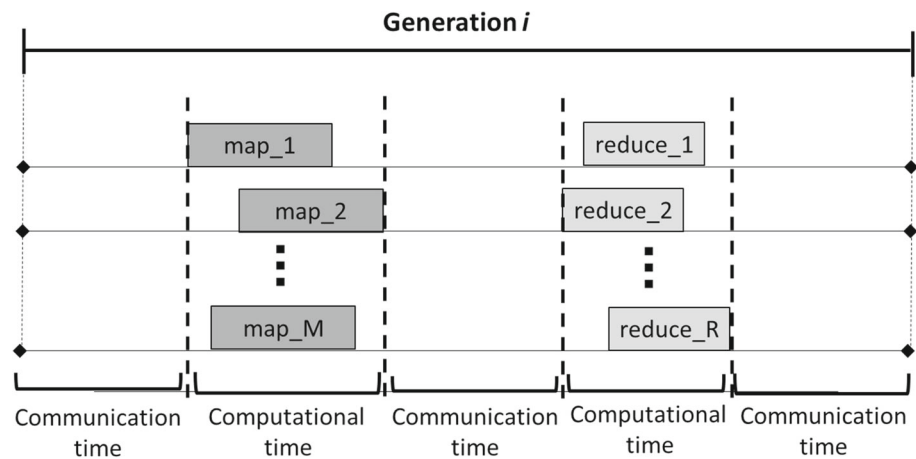 Generation i
map_1
reduce_1
map_2
reduce_2
map_M
reduce_R
Communication
time
Computational
time
Communication
time
Computational
time
Communication
time